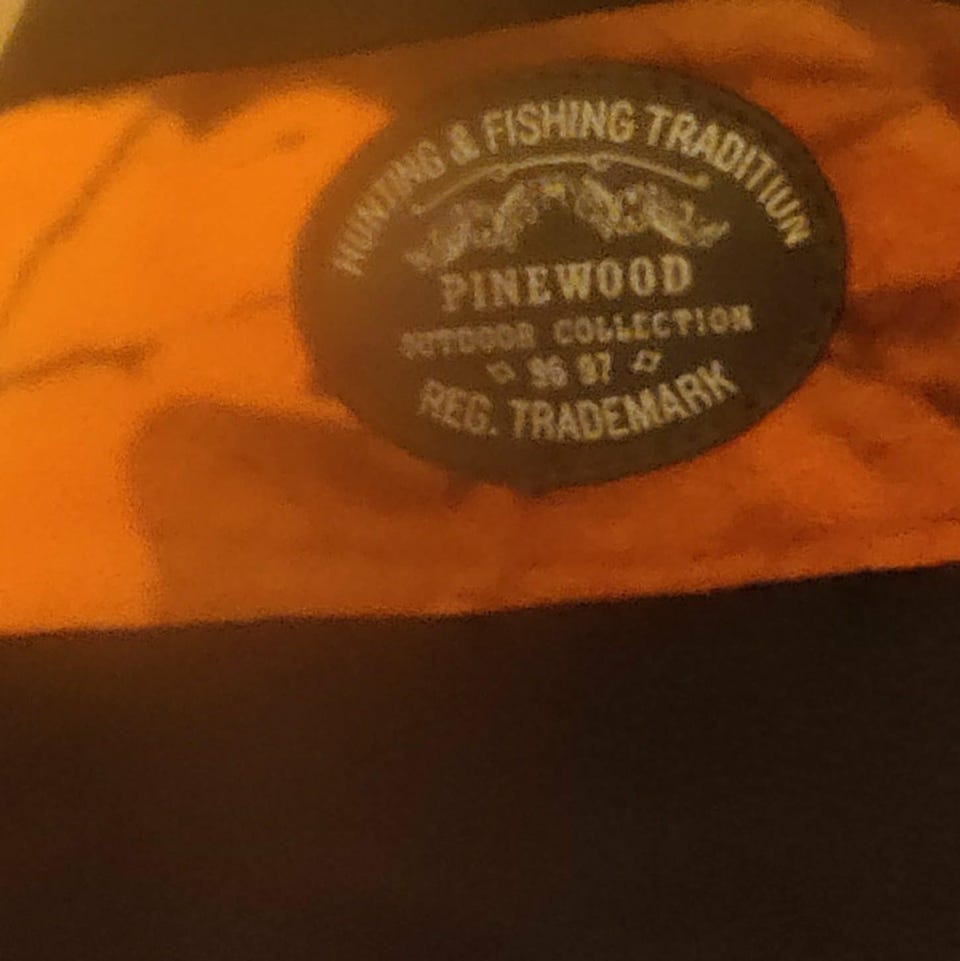 HUNTING & FISHING TRADITION
PINEWOOD
OUTDOOR COLLECTION
96 97
REG. TRADEMARK